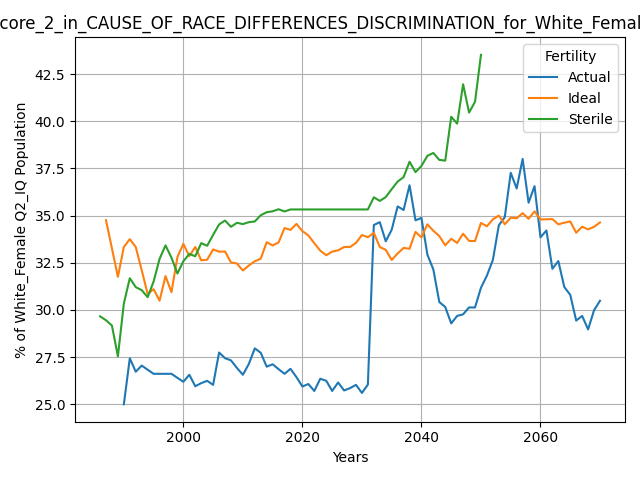 core_2_in_CAUSE_OF_RACE_DIFFERENCES_DISCRIMINATION_for_White_Femal
Fertility
Actual
Ideal
Sterile
% of White_Female Q2_IQ Population
42.5
40.0
37.5
35.0
32.5
30.0
27.5
25.0
2000
2020
2040
2060
Years